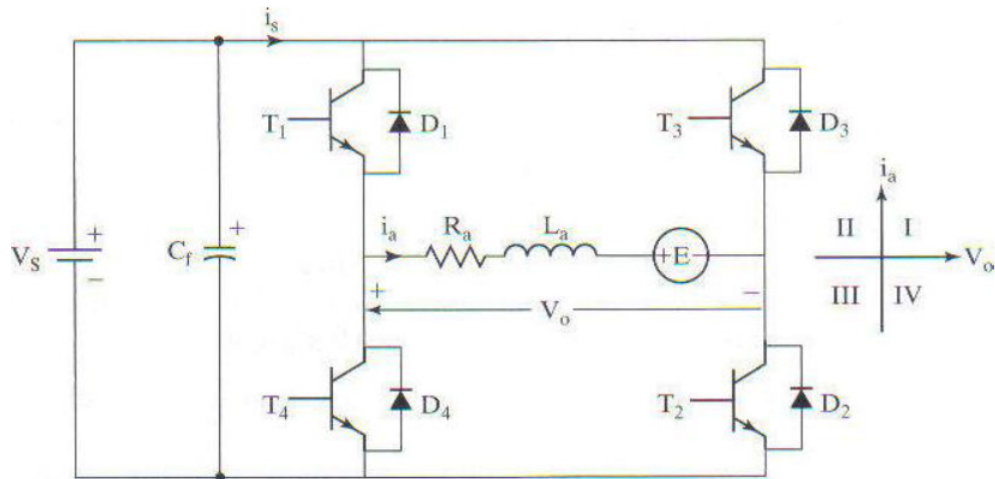 i_s
T_1
D_1
T_3
D_3
i_a
II
I
V_o
III
IV
V_S
+
−
C_f
+
i_a
R_a
L_a
+E
+
V_o
−
T_4
D_4
T_2
D_2